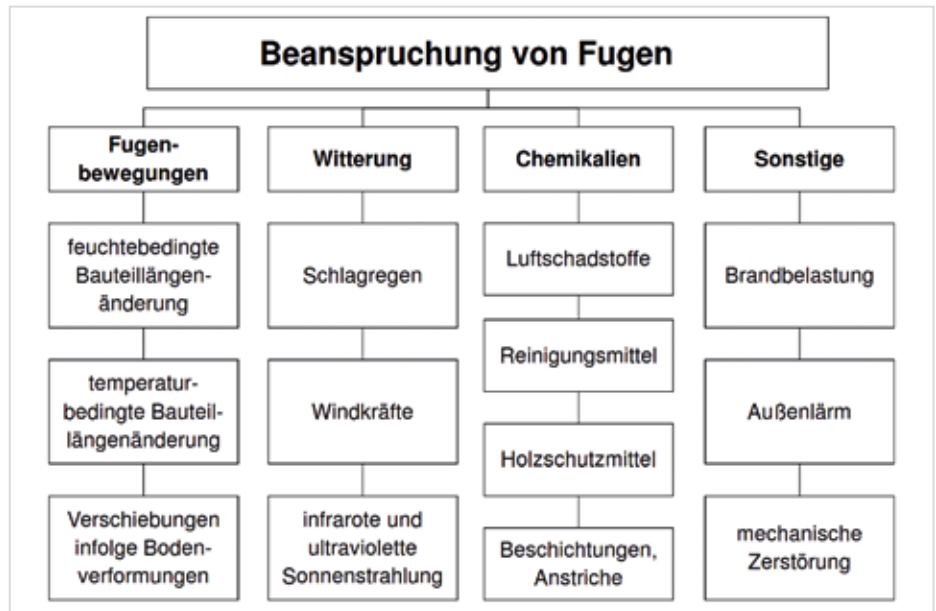 Beanspruchung von Fugen
Fugen-
bewegungen
feuchtebedingte
Bauteillängen-
änderung
temperatur-
bedingte Bauteil-
längenänderung
Verschiebungen
infolge Boden-
verformungen
Witterung
Schlagregen
Windkräfte
infrarote und
ultraviolette
Sonnenstrahlung
Chemikalien
Luftschadstoffe
Reinigungsmittel
Holzschutzmittel
Beschichtungen,
Anstriche
Sonstige
Brandbelastung
Außenlärm
mechanische
Zerstörung